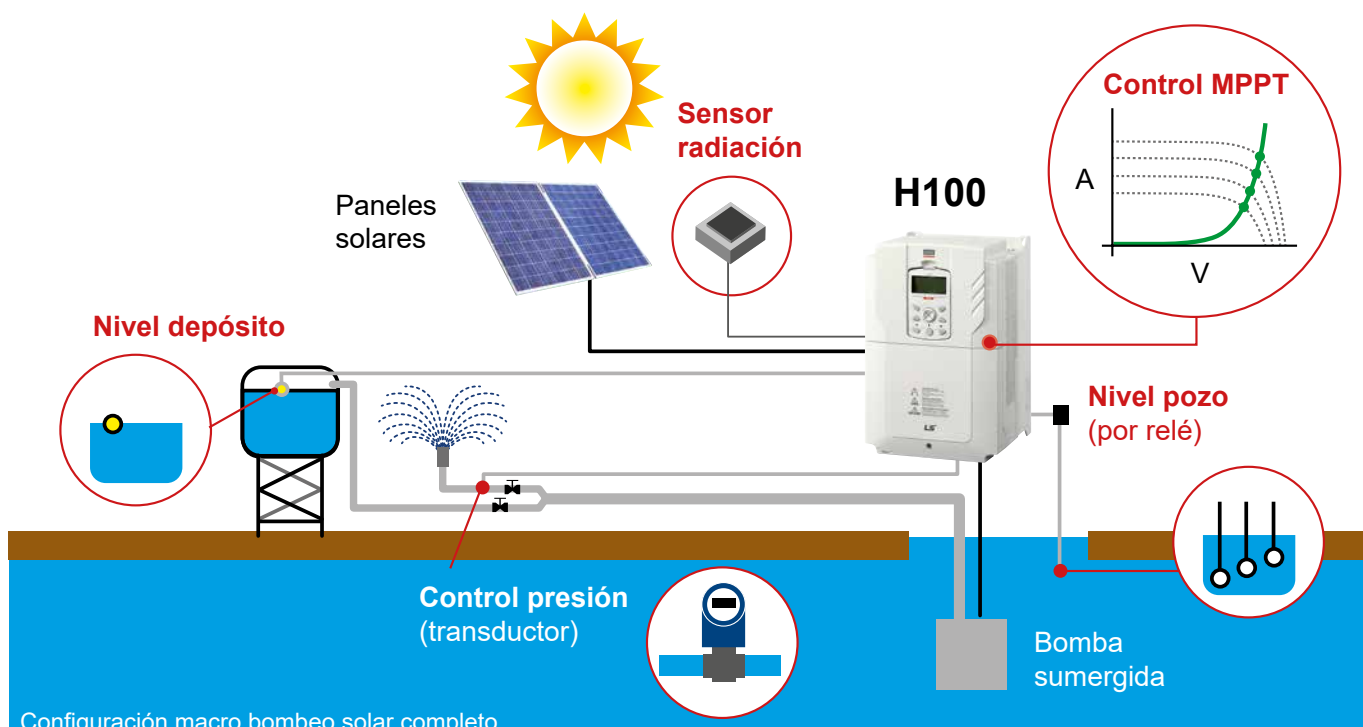 Control MPPT
A
V
Sensor
radiación
H100
Paneles
solares
Nivel depósito
LS
Nivel pozo
(por relé)
Control presión
(transductor)
Bomba
sumergida
Configuración macro bombeo solar completo